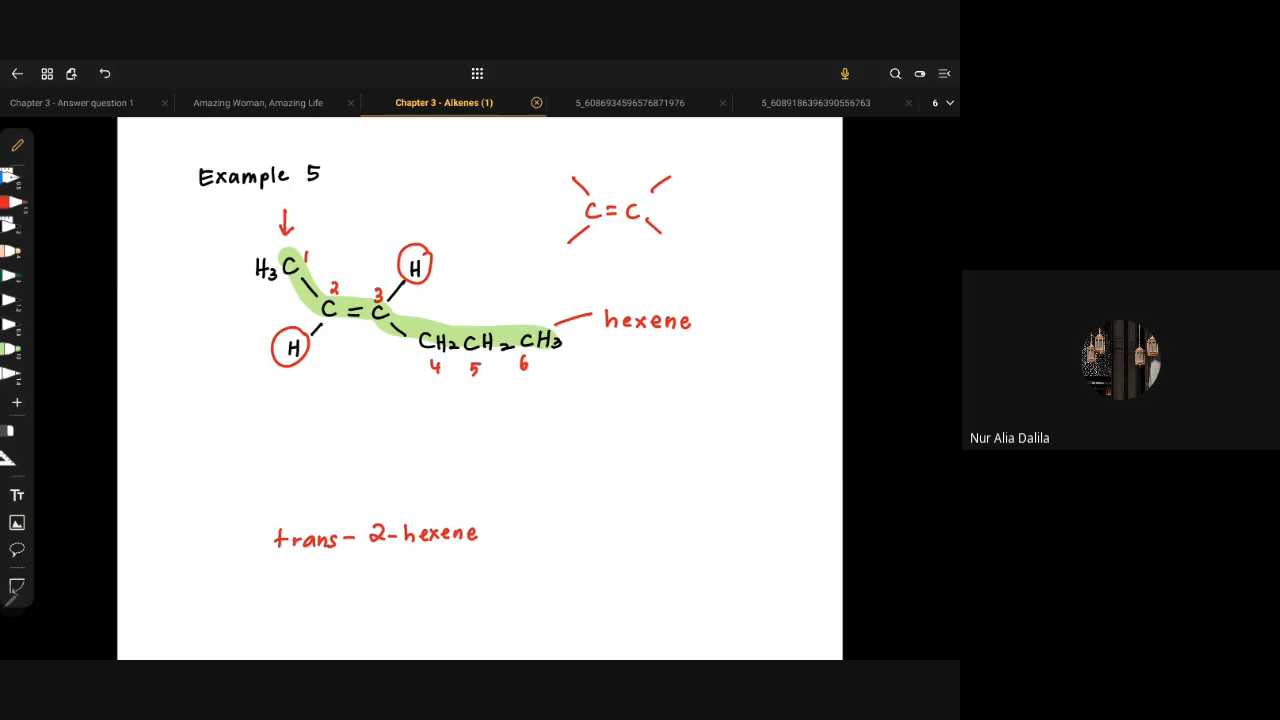 Chapter 3 - Answer question 1
Amazing Woman, Amazing Life
Chapter 3 - Alkenes (1)
5_6086934596576871976
5_6089186396390556763
6
Example 5
C = C
H3C
1
H
2
3
C = C
hexene
H
CH2CH2CH3
4 5 6
Tt
trans- 2-hexene
Nur Alia Dalila